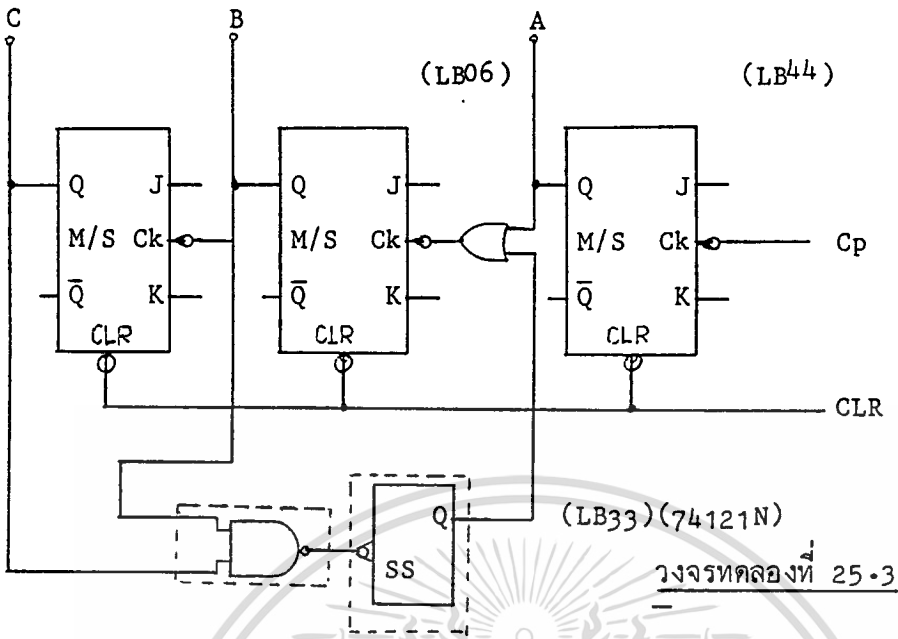 C B A
(LB06) (LB44)
Q J Q J Q J
M/S Ck M/S Ck M/S Ck Cp
Q̅ K Q̅ K Q̅ K
CLR CLR CLR
CLR
Q (LB33)(74121N)
SS
วงจรทดลองที่ 25.3